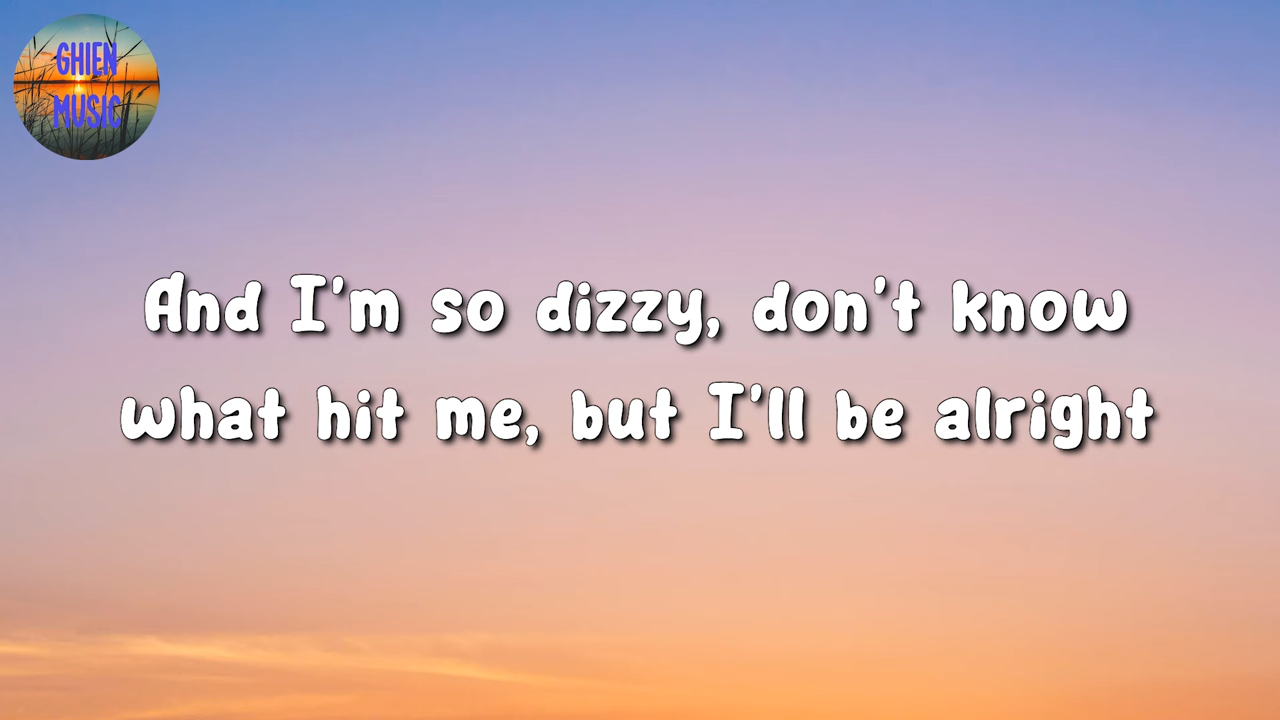 GHIEN
MUSIC
And I'm so dizzy, don't know
what hit me, but I'll be alright